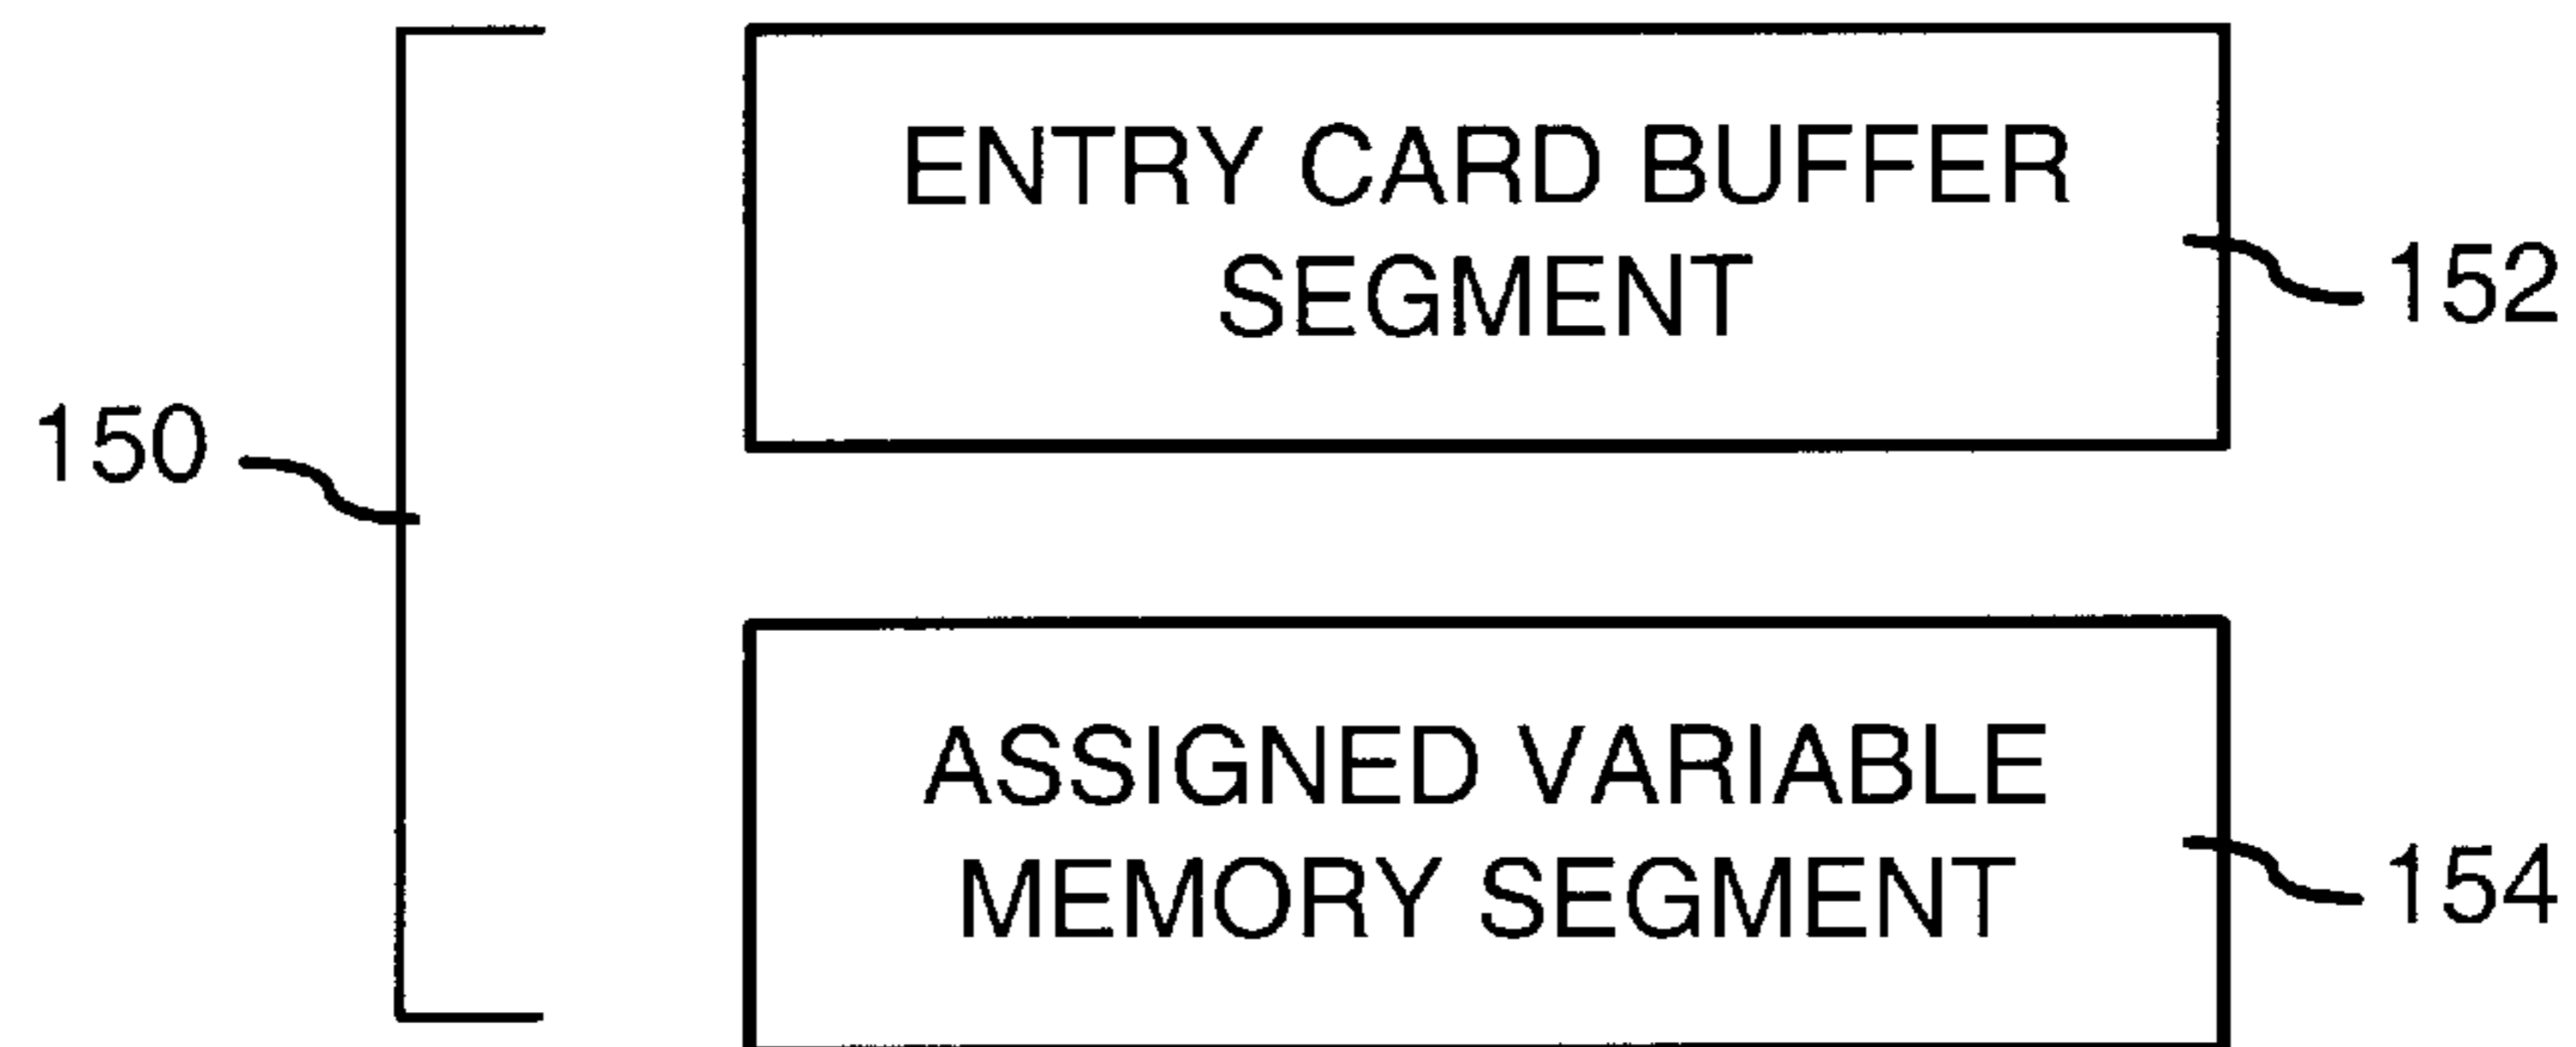 ENTRY CARD BUFFER
SEGMENT
152
150
ASSIGNED VARIABLE
MEMORY SEGMENT
154